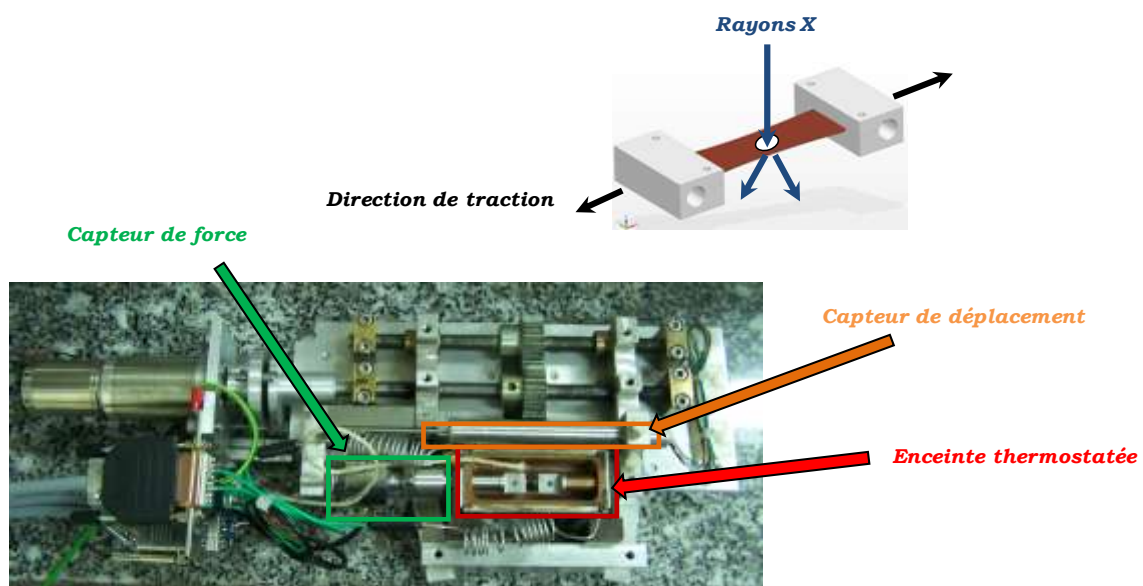 Rayons X
Direction de traction
Capteur de force
Capteur de déplacement
Enceinte thermostatée